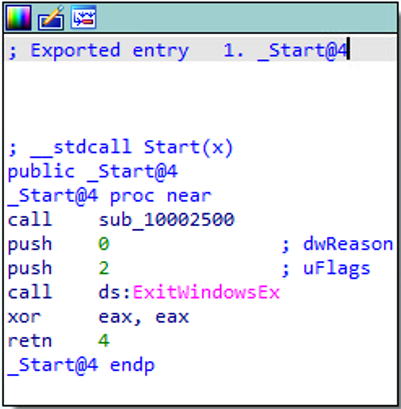 ; Exported entry   1. _Start@4
; __stdcall Start(x)
public _Start@4
_Start@4 proc near
call    sub_10002500
push    0               ; dwReason
push    2               ; uFlags
call    ds:ExitWindowsEx
xor     eax, eax
retn    4
_Start@4 endp